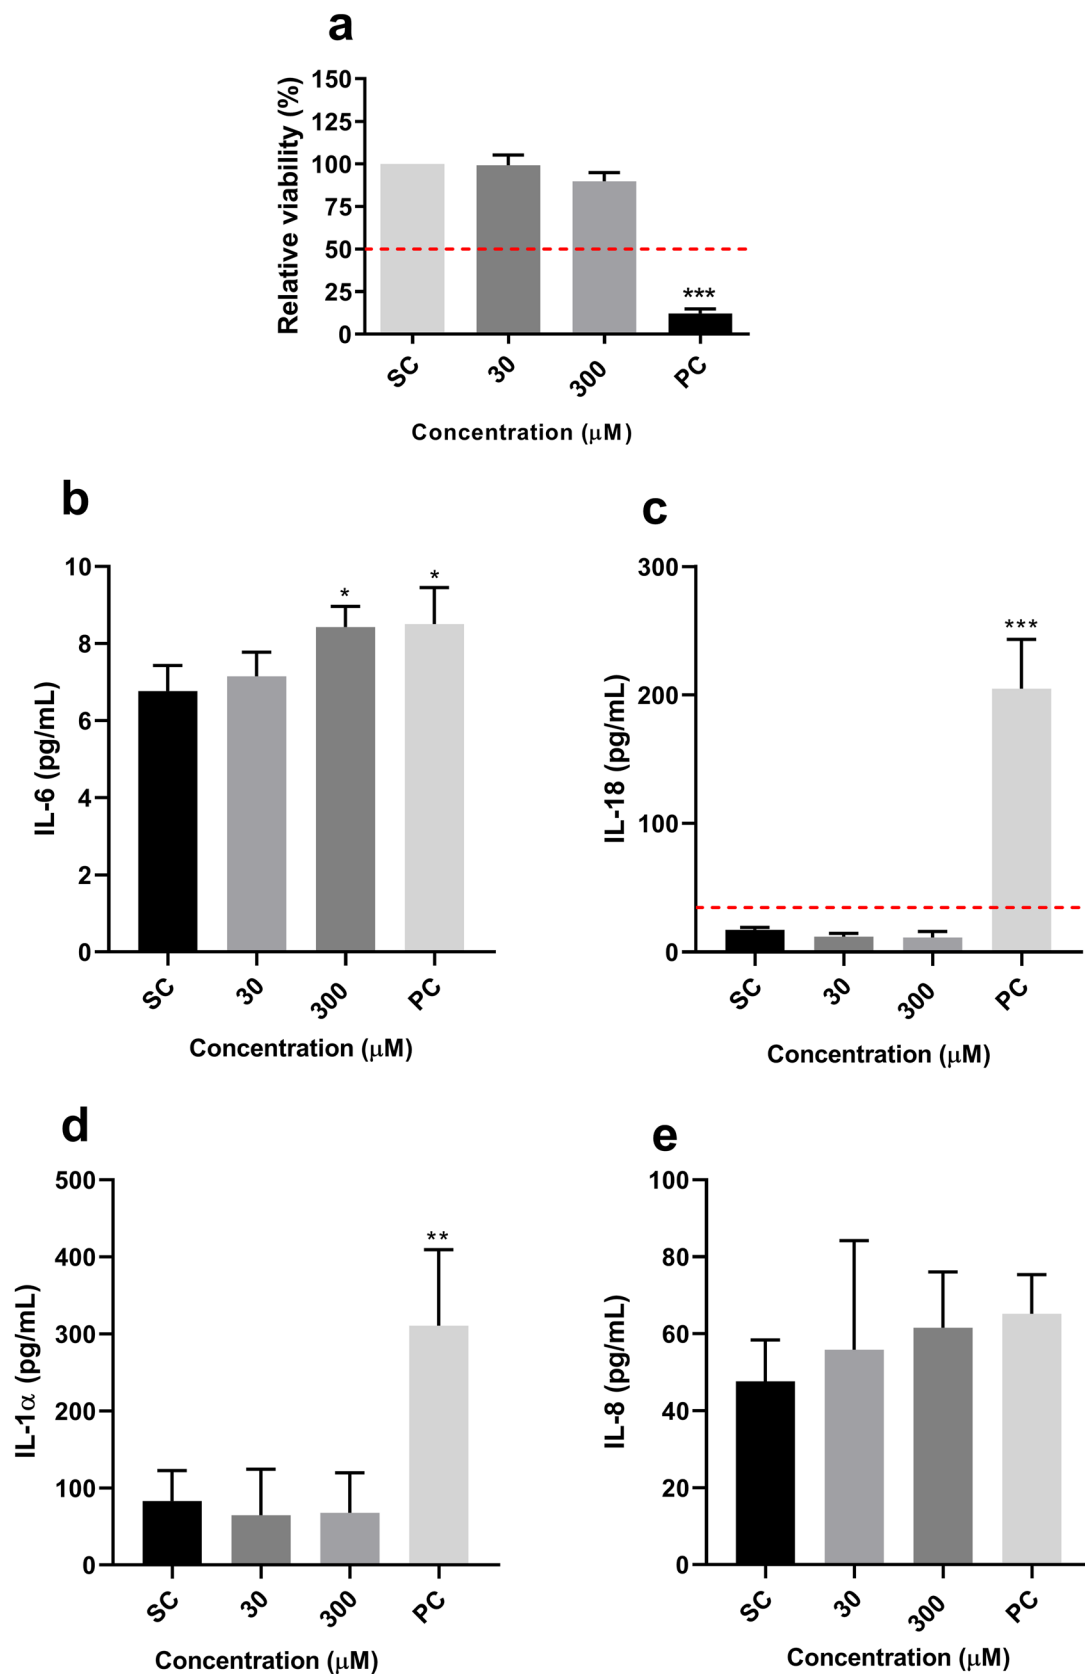 a
Relative viability (%)
150
125
100
75
50
25
0
***
SC
30
300
PC
Concentration (μM)
b
IL-6 (pg/mL)
10
8
6
4
2
0
*
*
SC
30
300
PC
Concentration (μM)
c
IL-18 (pg/mL)
300
200
100
0
***
SC
30
300
PC
Concentration (μM)
d
IL-1α (pg/mL)
500
400
300
200
100
0
**
SC
30
300
PC
Concentration (μM)
e
IL-8 (pg/mL)
100
80
60
40
20
0
SC
30
300
PC
Concentration (μM)